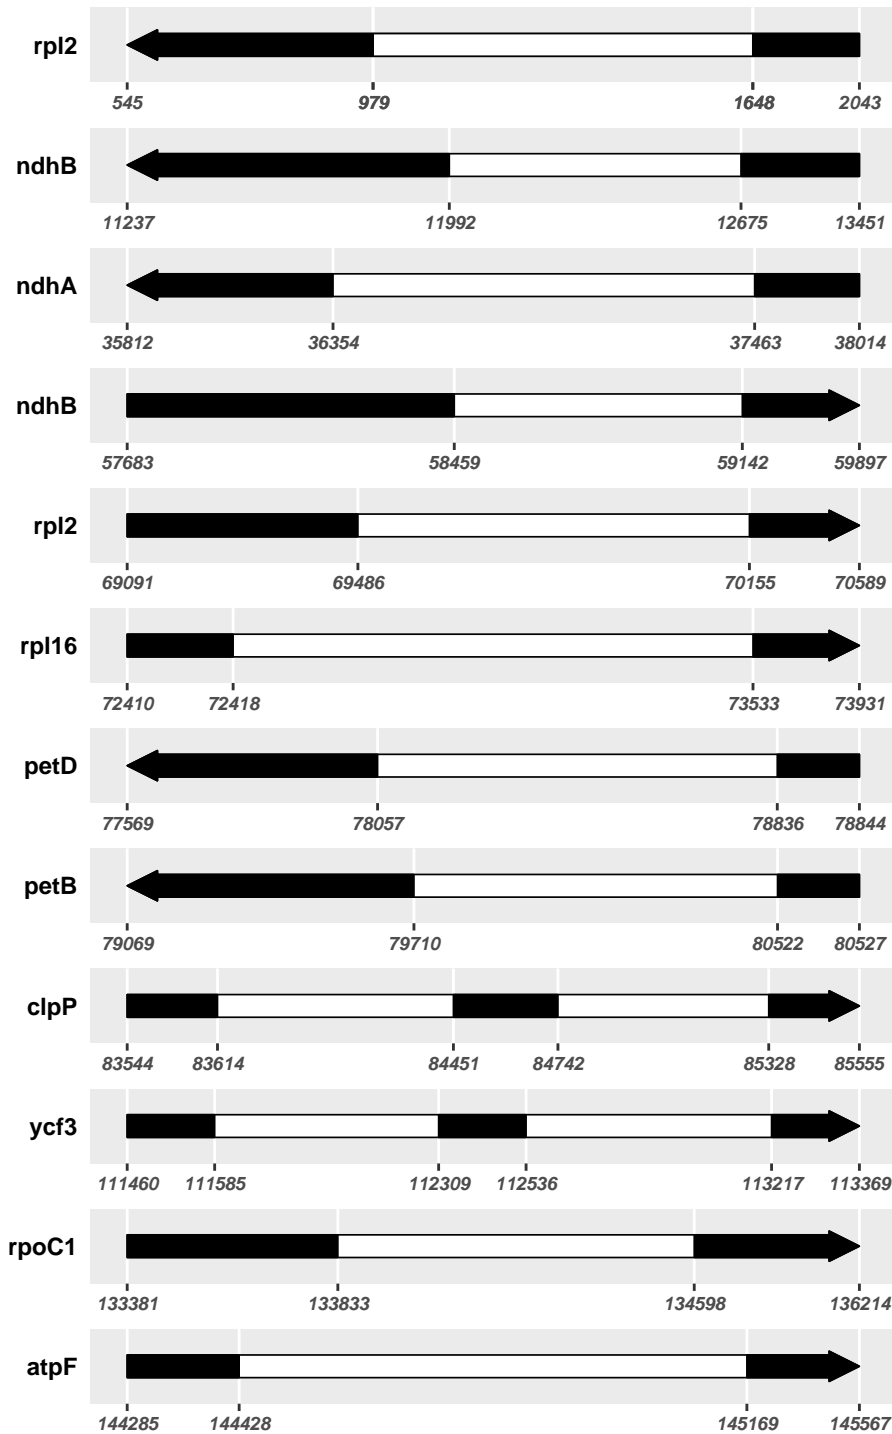 rpl2
545 979 1648 2043
ndhB
11237 11992 12675 13451
ndhA
35812 36354 37463 38014
ndhB
57683 58459 59142 59897
rpl2
69091 69486 70155 70589
rpl16
72410 72418 73533 73931
petD
77569 78057 78836 78844
petB
79069 79710 80522 80527
clpP
83544 83614 84451 84742 85328 85555
ycf3
111460 111585 112309 112536 113217 113369
rpoC1
133381 133833 134598 136214
atpF
144285 144428 145169 145567